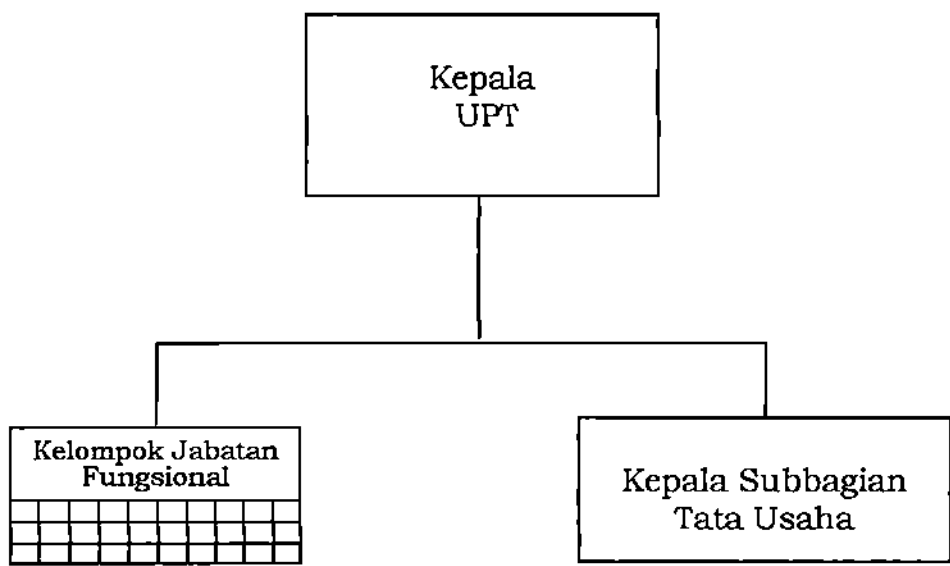 Kepala
UPT
Kelompok Jabatan
Fungsional
Kepala Subbagian
Tata Usaha